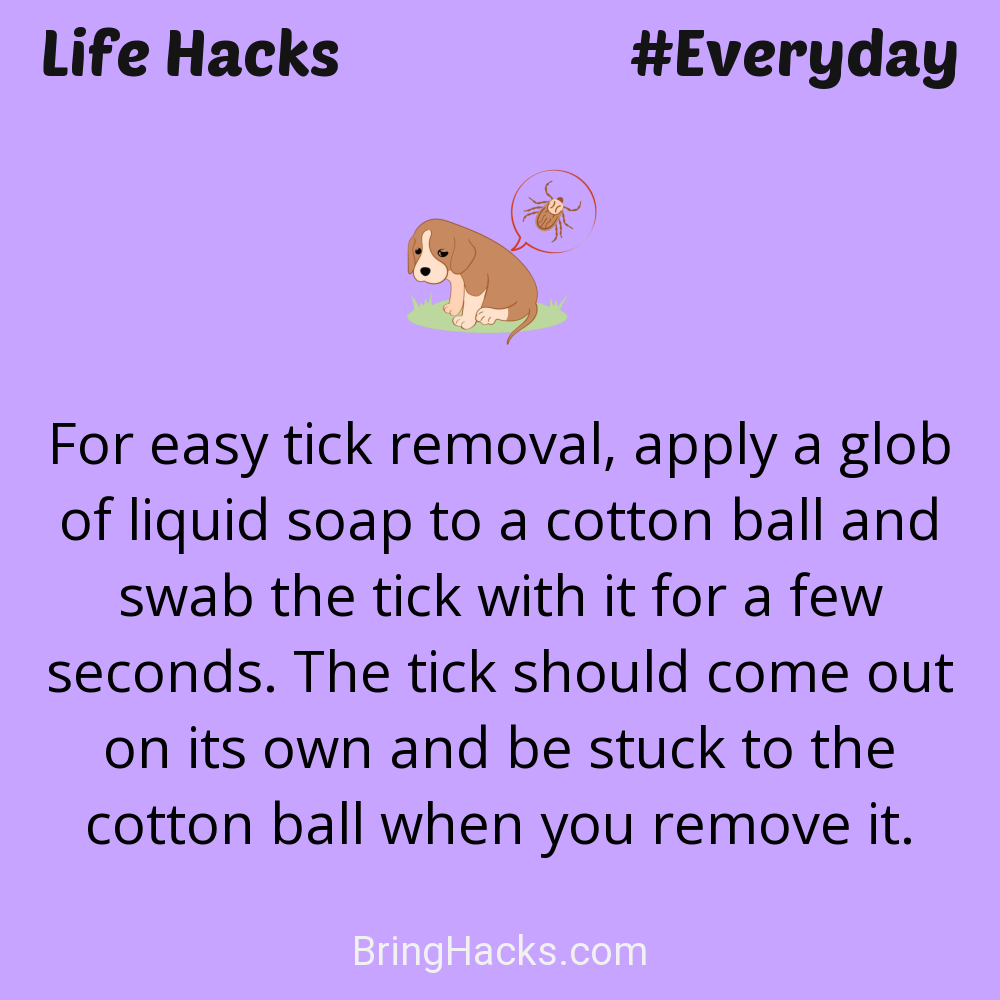 Life Hacks
#Everyday
For easy tick removal, apply a glob
of liquid soap to a cotton ball and
swab the tick with it for a few
seconds. The tick should come out
on its own and be stuck to the
cotton ball when you remove it.
BringHacks.com